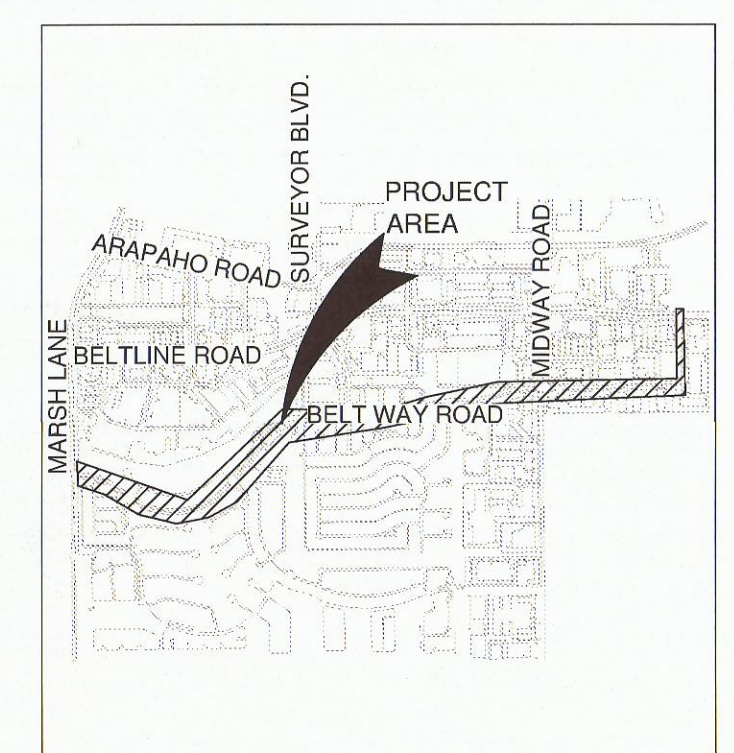 SURVEYOR BLVD.
PROJECT
AREA
MIDWAY ROAD
ARAPAHO ROAD
MARSH LANE
BELTLINE ROAD
BELT WAY ROAD